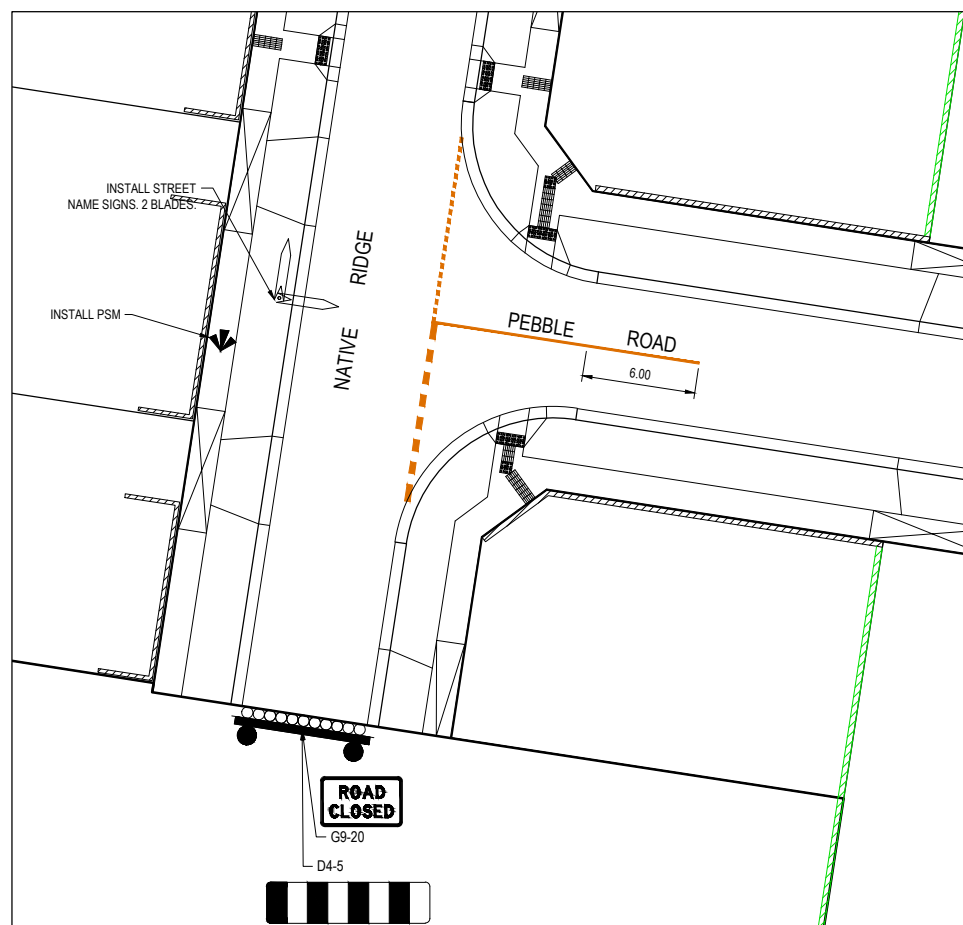 INSTALL STREET
NAME SIGNS. 2 BLADES.
NATIVE RIDGE
INSTALL PSM
PEBBLE ROAD
6.00
ROAD
CLOSED
G9-20
D4-5